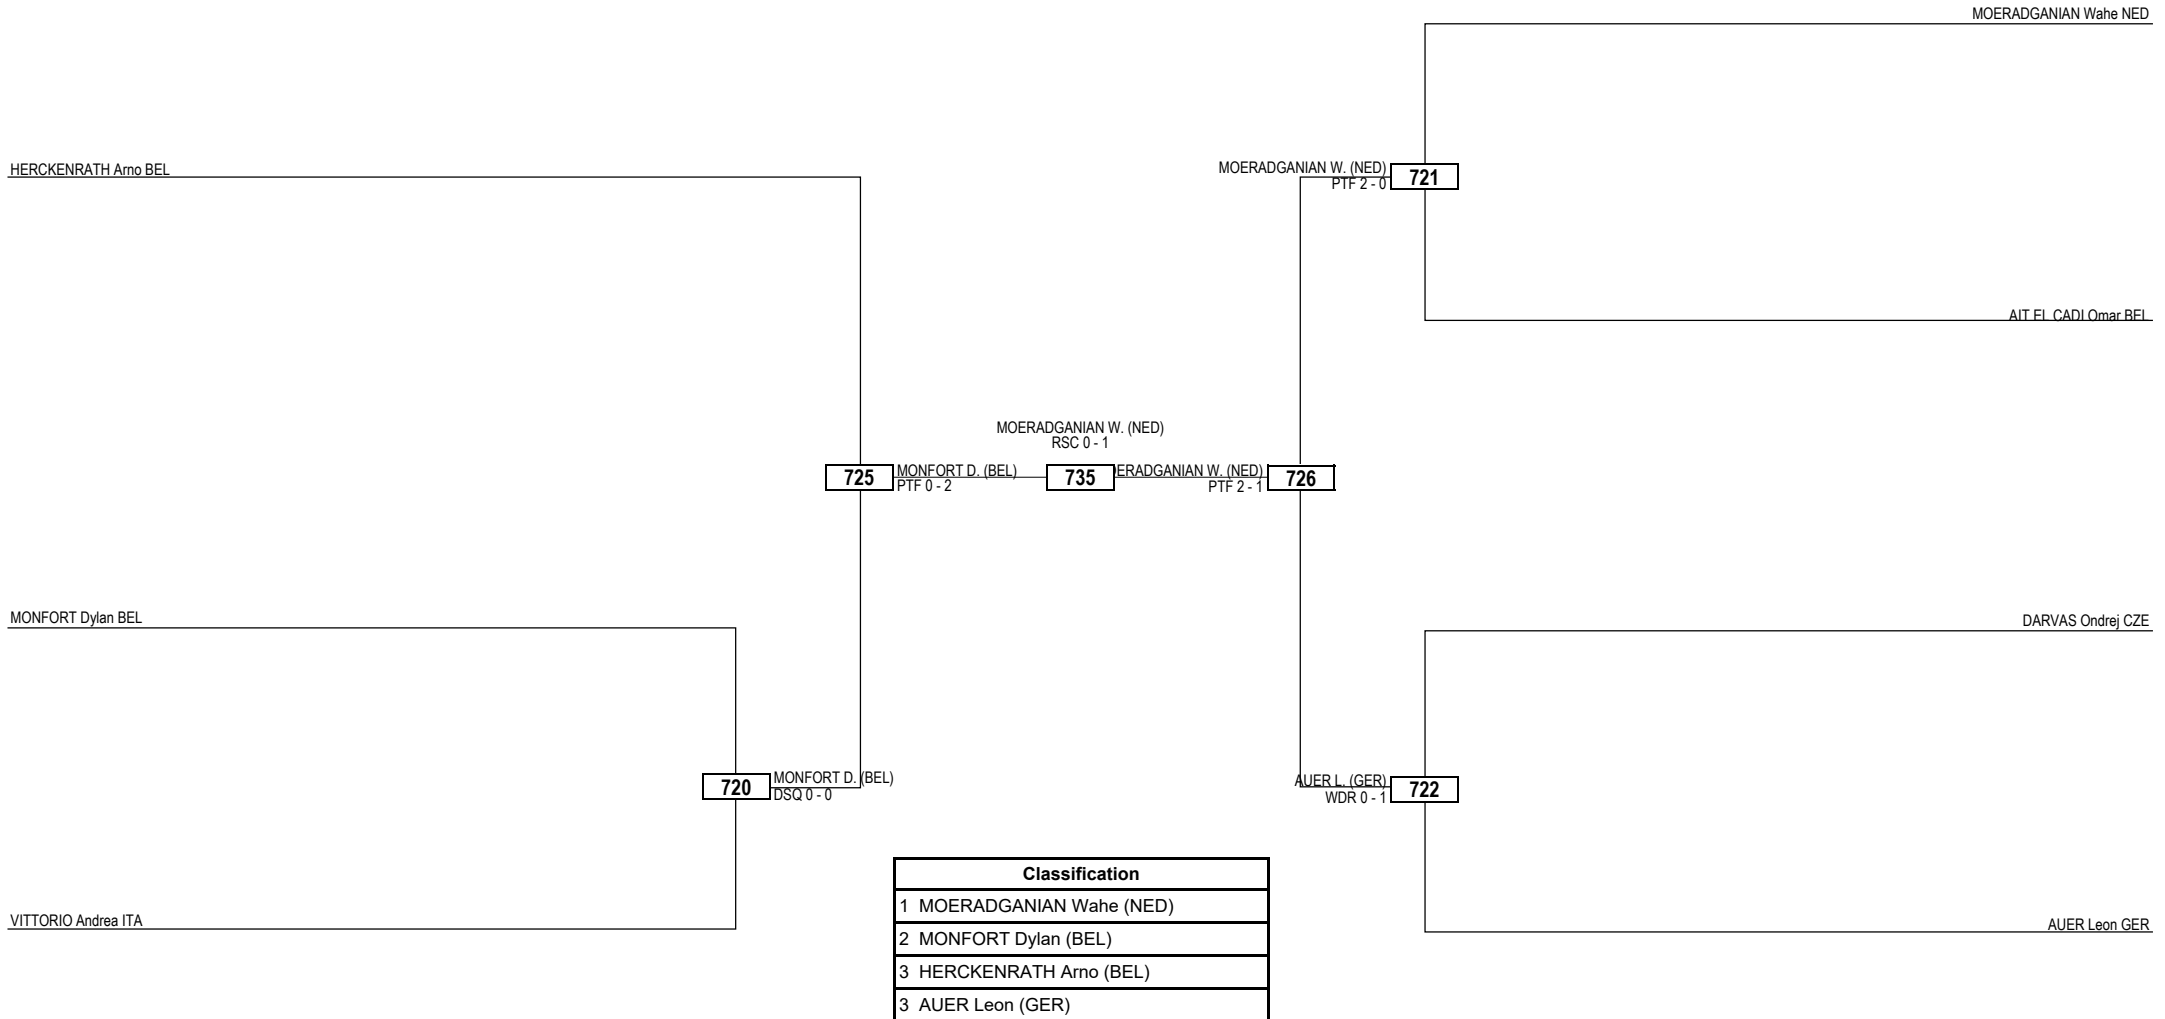 MOERADGANIAN Wahe NED
HERCKENRATH Arno BEL
MOERADGANIAN W. (NED)
PTF 2 - 0
721
AIT EL CADI Omar BEL
MOERADGANIAN W. (NED)
RSC 0 - 1
725
MONFORT D. (BEL)
PTF 0 - 2
735
ERADGANIAN W. (NED)
PTF 2 - 1
726
MONFORT Dylan BEL
DARVAS Ondrej CZE
720
MONFORT D. (BEL)
DSQ 0 - 0
AUER L. (GER)
WDR 0 - 1
722
VITTORIO Andrea ITA
AUER Leon GER
Classification
1 MOERADGANIAN Wahe (NED)
2 MONFORT Dylan (BEL)
3 HERCKENRATH Arno (BEL)
3 AUER Leon (GER)